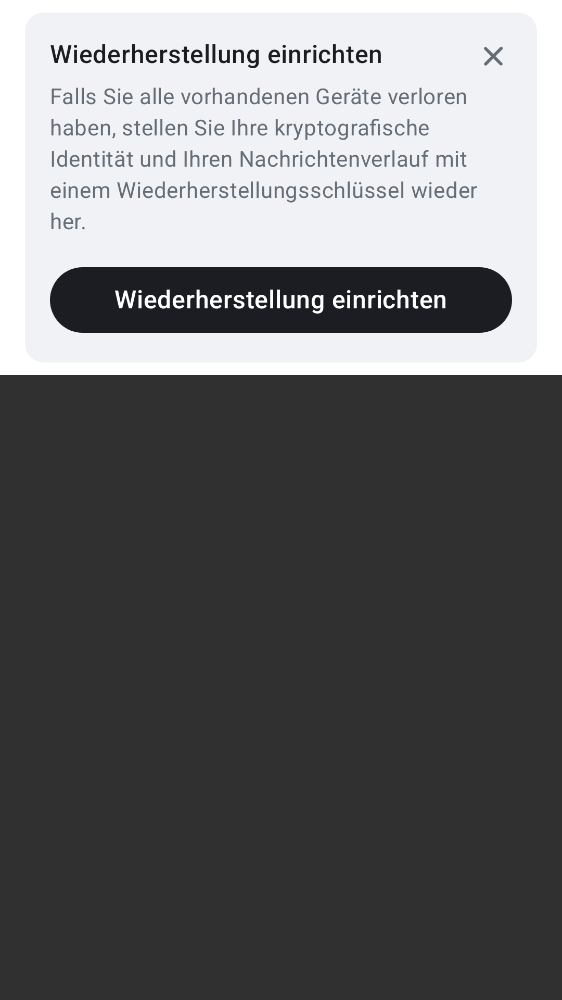 Wiederherstellung einrichten
Falls Sie alle vorhandenen Geräte verloren
haben, stellen Sie Ihre kryptografische
Identität und Ihren Nachrichtenverlauf mit
einem Wiederherstellungsschlüssel wieder
her.
Wiederherstellung einrichten